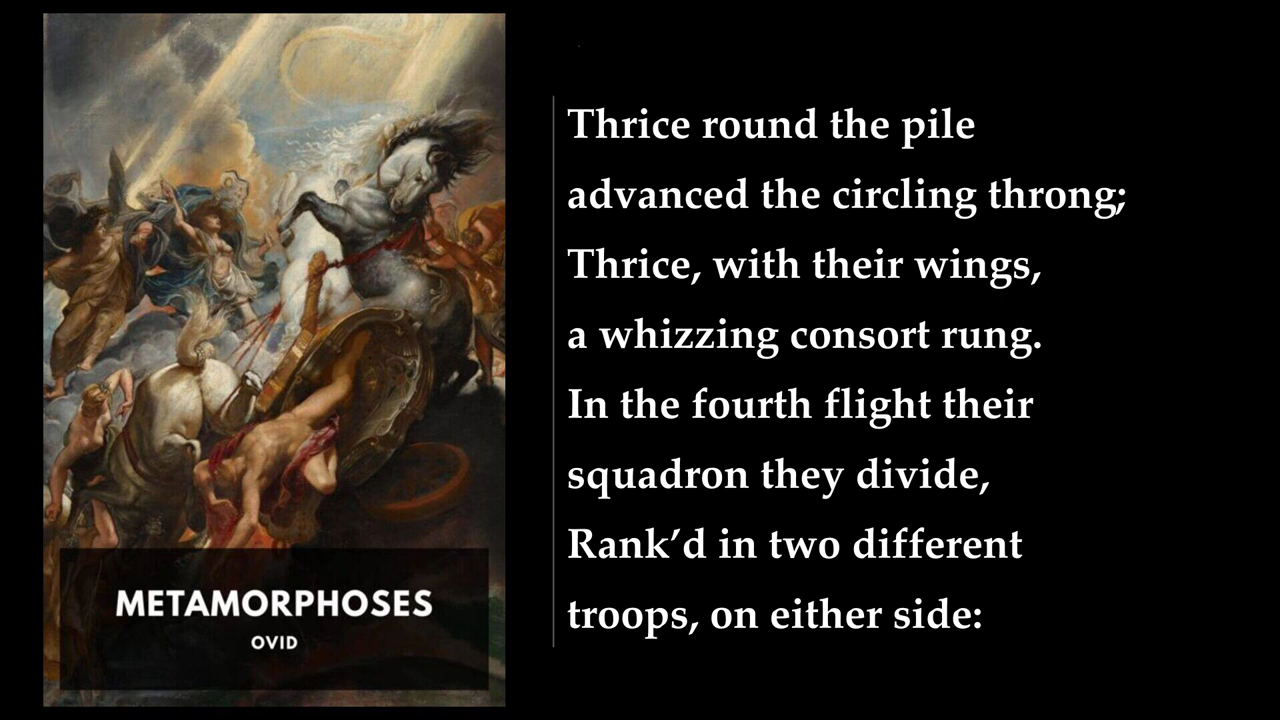 METAMORPHOSES
OVID
Thrice round the pile
advanced the circling throng;
Thrice, with their wings,
a whizzing consort rung.
In the fourth flight their
squadron they divide,
Rank’d in two different
troops, on either side: